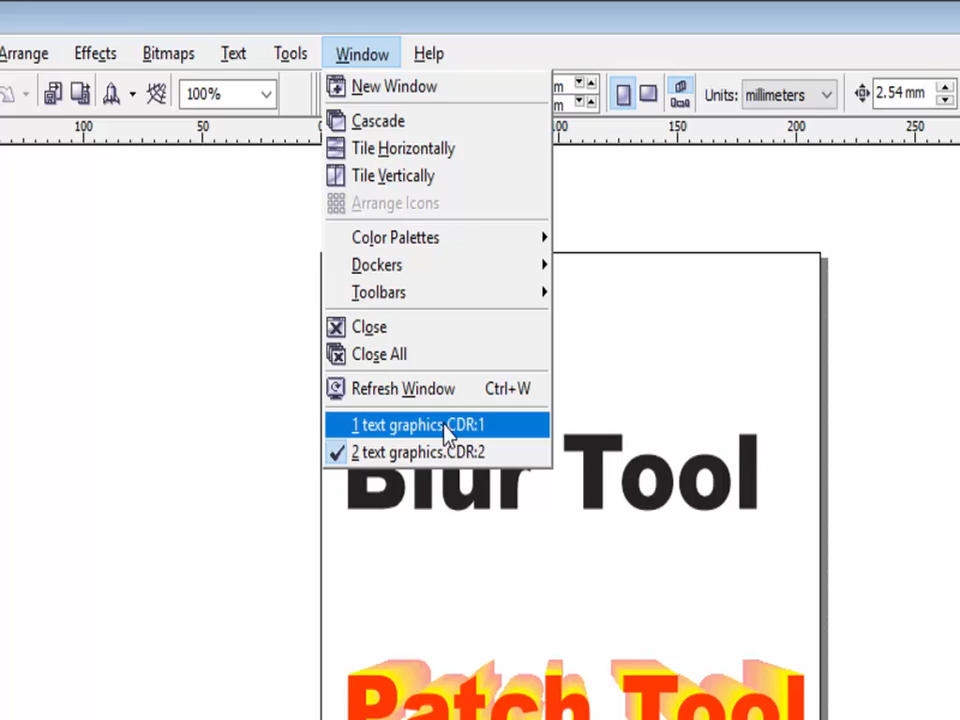 Arrange Effects Bitmaps Text Tools Window Help
100% Units: millimeters 2.54 mm
100 50 100 150 200 250
New Window
Cascade
Tile Horizontally
Tile Vertically
Arrange Icons
Color Palettes
Dockers
Toolbars
Close
Close All
Refresh Window Ctrl+W
1 text graphics.CDR:1
2 text graphics.CDR:2
Blur Tool
Patch Tool